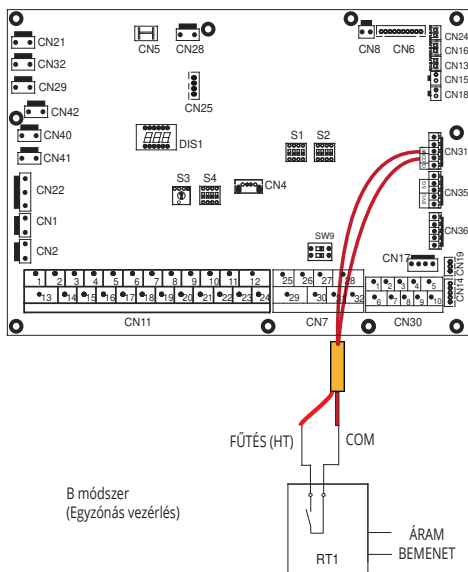 CN21
CN32
CN29
CN42
CN40
CN41
CN22
CN1
CN2
CN5
CN28
CN25
DIS1
S3
S4
CN4
S1
S2
SW9
CN8
CN6
CN24
CN16
CN13
CN15
CN18
CN31
CN35
CN36
CN17
CN19
CN14
1 2 3 4 5 6 7 8 9 10 11 12
13 14 15 16 17 18 19 20 21 22 23 24
CN11
25 26 27 28
29 30 31 32
CN7
1 2 3 4 5
6 7 8 9 10
CN30
FŰTÉS (HT)
COM
B módszer
(Egyzónás vezérlés)
RT1
ÁRAM
BEMENET